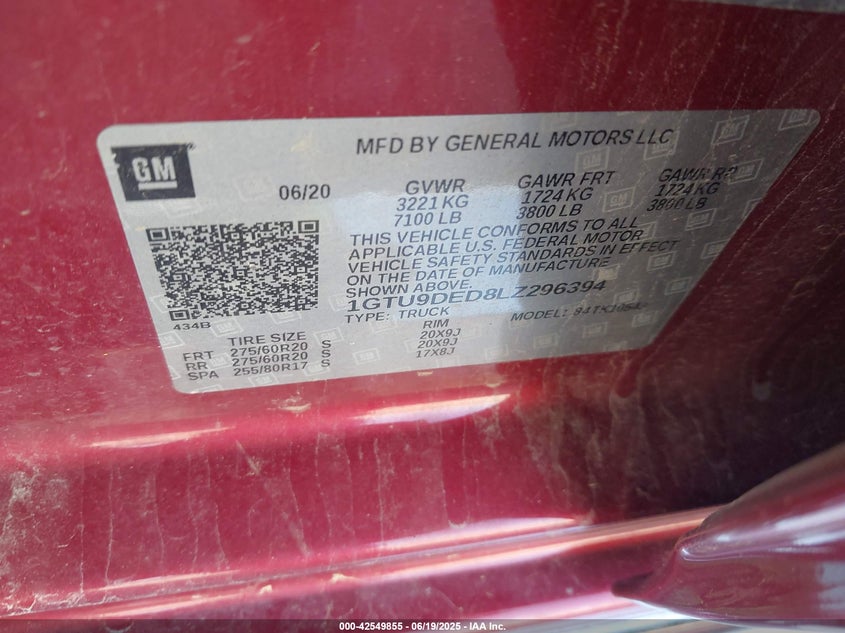 GM
MFD BY GENERAL MOTORS LLC
06/20
GVWR GAWR FRT GAWR RR
3221 KG 1724 KG 1724 KG
7100 LB 3800 LB 3800 LB
THIS VEHICLE CONFORMS TO ALL
APPLICABLE U.S. FEDERAL MOTOR
VEHICLE SAFETY STANDARDS IN EFFECT
ON THE DATE OF MANUFACTURE
SHOWN ABOVE.
1GTU9DED8LZ296394
TYPE: TRUCK MODEL:
434B
TIRE SIZE RIM
FRT 275/60R20 S 20X9J
RR 275/60R20 S 20X9J
SPA 255/80R17 S 17X8J
000-42549855 | 06/19/2025 | IAA Inc.